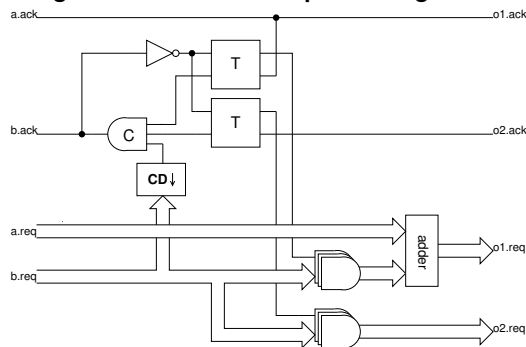 a.ack
o1.ack
T
b.ack
C
T
o2.ack
CD↓
a.req
adder
o1.req
b.req
o2.req